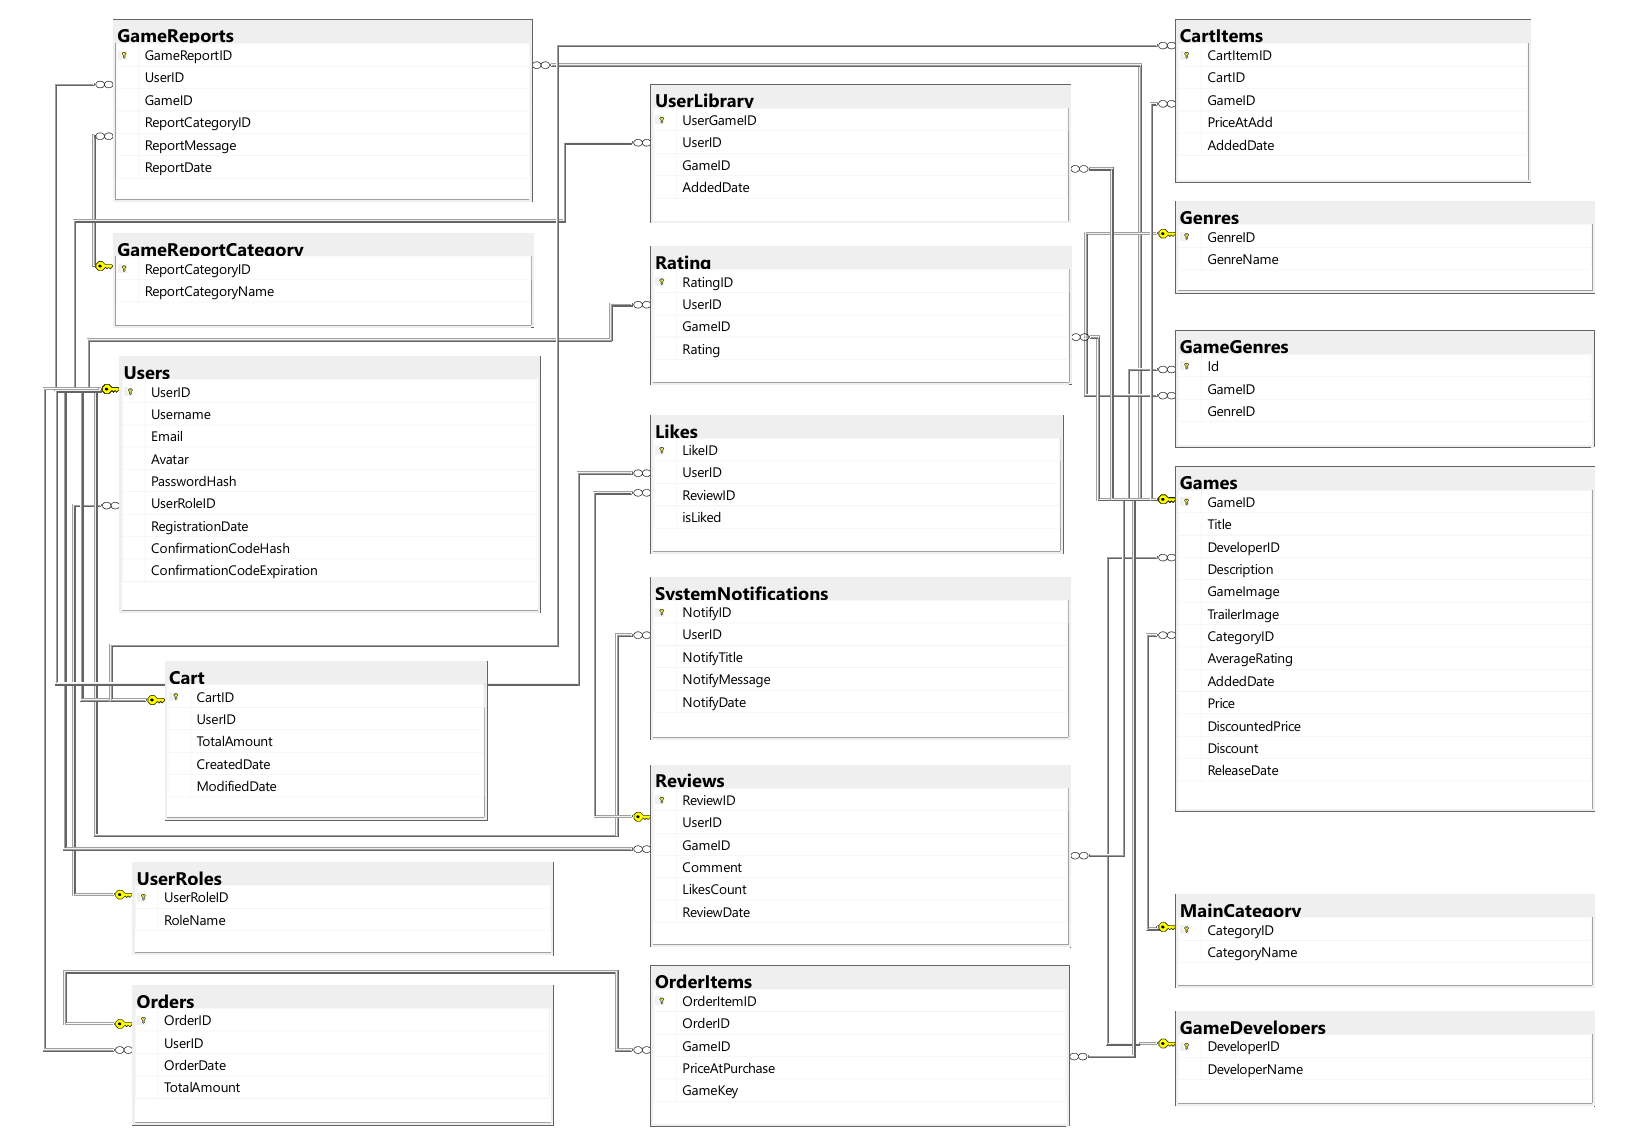 GameReports
GameReportID
UserID
GameID
ReportCategoryID
ReportMessage
ReportDate
GameReportCategory
ReportCategoryID
ReportCategoryName
Users
UserID
Username
Email
Avatar
PasswordHash
UserRoleID
RegistrationDate
ConfirmationCodeHash
ConfirmationCodeExpiration
Cart
CartID
UserID
TotalAmount
CreatedDate
ModifiedDate
UserRoles
UserRoleID
RoleName
Orders
OrderID
UserID
OrderDate
TotalAmount
UserLibrary
UserGameID
UserID
GameID
AddedDate
Rating
RatingID
UserID
GameID
Rating
Likes
LikeID
UserID
ReviewID
isLiked
SystemNotifications
NotifyID
UserID
NotifyTitle
NotifyMessage
NotifyDate
Reviews
ReviewID
UserID
GameID
Comment
LikesCount
ReviewDate
OrderItems
OrderItemID
OrderID
GameID
PriceAtPurchase
GameKey
CartItems
CartItemID
CartID
GameID
PriceAtAdd
AddedDate
Genres
GenreID
GenreName
GameGenres
Id
GameID
GenreID
Games
GameID
Title
DeveloperID
Description
GameImage
TrailerImage
CategoryID
AverageRating
AddedDate
Price
DiscountedPrice
Discount
ReleaseDate
MainCategory
CategoryID
CategoryName
GameDevelopers
DeveloperID
DeveloperName